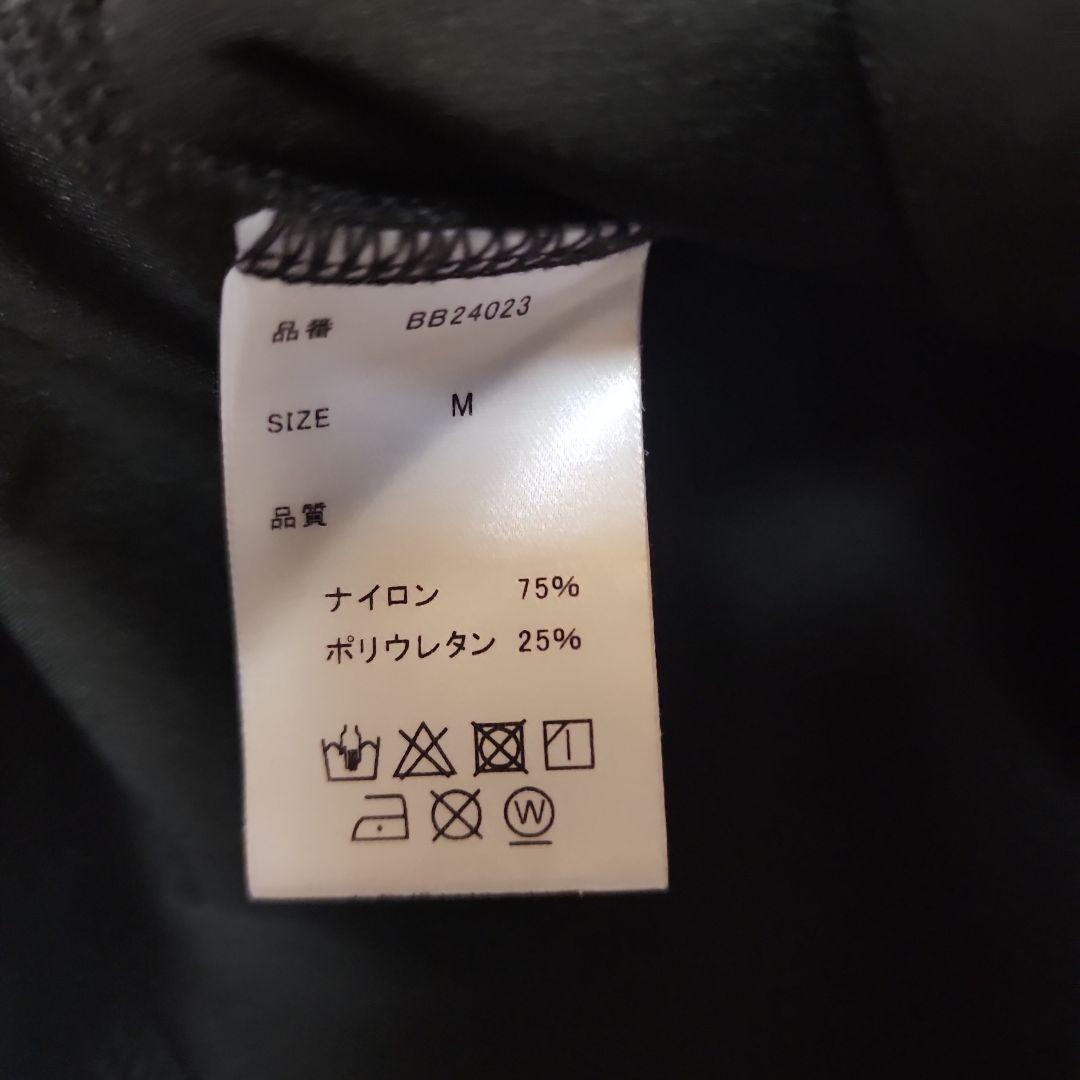 品番 BB24023
SIZE M
品質
ナイロン 75%
ポリウレタン 25%
W